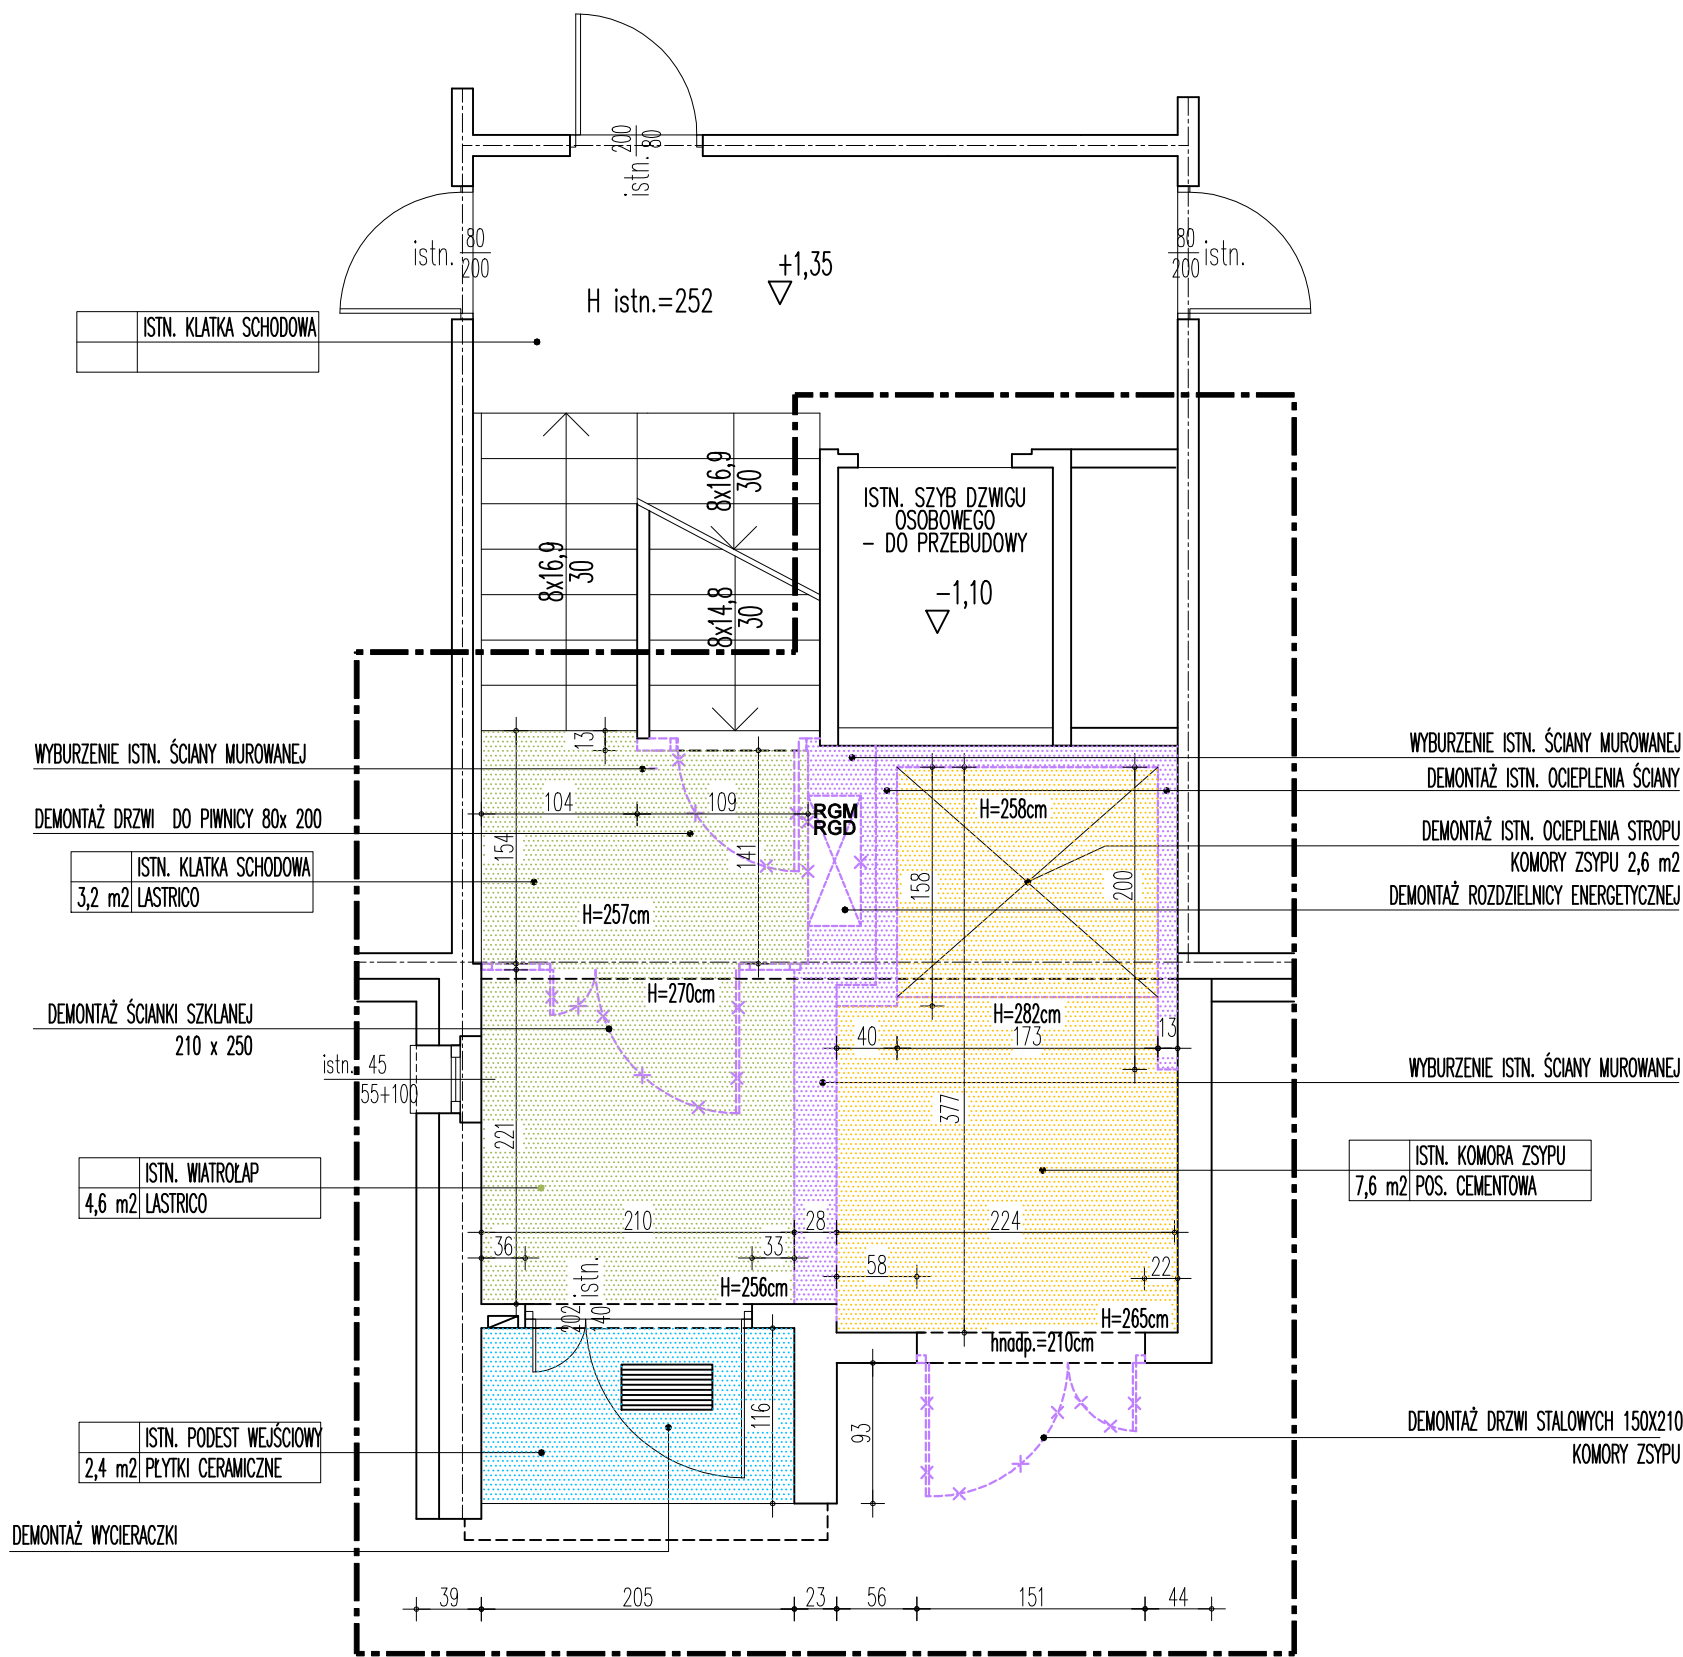 200
80
istn.
istn.
80
200
80
200
istn.
+1,35
H istn.=252
ISTN. KLATKA SCHODOWA
8x16,9
30
8x16,9
30
8x14,8
30
ISTN. SZYB DZWIGU
OSOBOWEGO
- DO PRZEBUDOWY
-1,10
WYBURZENIE ISTN. ŚCIANY MUROWANEJ
DEMONTAŻ DRZWI DO PIWNICY 80x 200
ISTN. KLATKA SCHODOWA
3,2 m2 LASTRICO
13
104
109
154
141
RGM
RGD
H=257cm
H=258cm
158
200
WYBURZENIE ISTN. ŚCIANY MUROWANEJ
DEMONTAŻ ISTN. OCIEPLENIA ŚCIANY
DEMONTAŻ ISTN. OCIEPLENIA STROPU
KOMORY ZSYPU 2,6 m2
DEMONTAŻ ROZDZIELNICY ENERGETYCZNEJ
DEMONTAŻ ŚCIANKI SZKLANEJ
210 x 250
H=270cm
H=282cm
40
173
13
istn. 45
55+100
WYBURZENIE ISTN. ŚCIANY MUROWANEJ
221
377
ISTN. WIATROŁAP
4,6 m2 LASTRICO
ISTN. KOMORA ZSYPU
7,6 m2 POS. CEMENTOWA
210
28
224
36
33
58
22
istn.
202
140
H=256cm
H=265cm
hnadp.=210cm
116
93
ISTN. PODEST WEJŚCIOWY
2,4 m2 PŁYTKI CERAMICZNE
DEMONTAŻ DRZWI STALOWYCH 150X210
KOMORY ZSYPU
DEMONTAŻ WYCIERACZKI
39
205
23
56
151
44